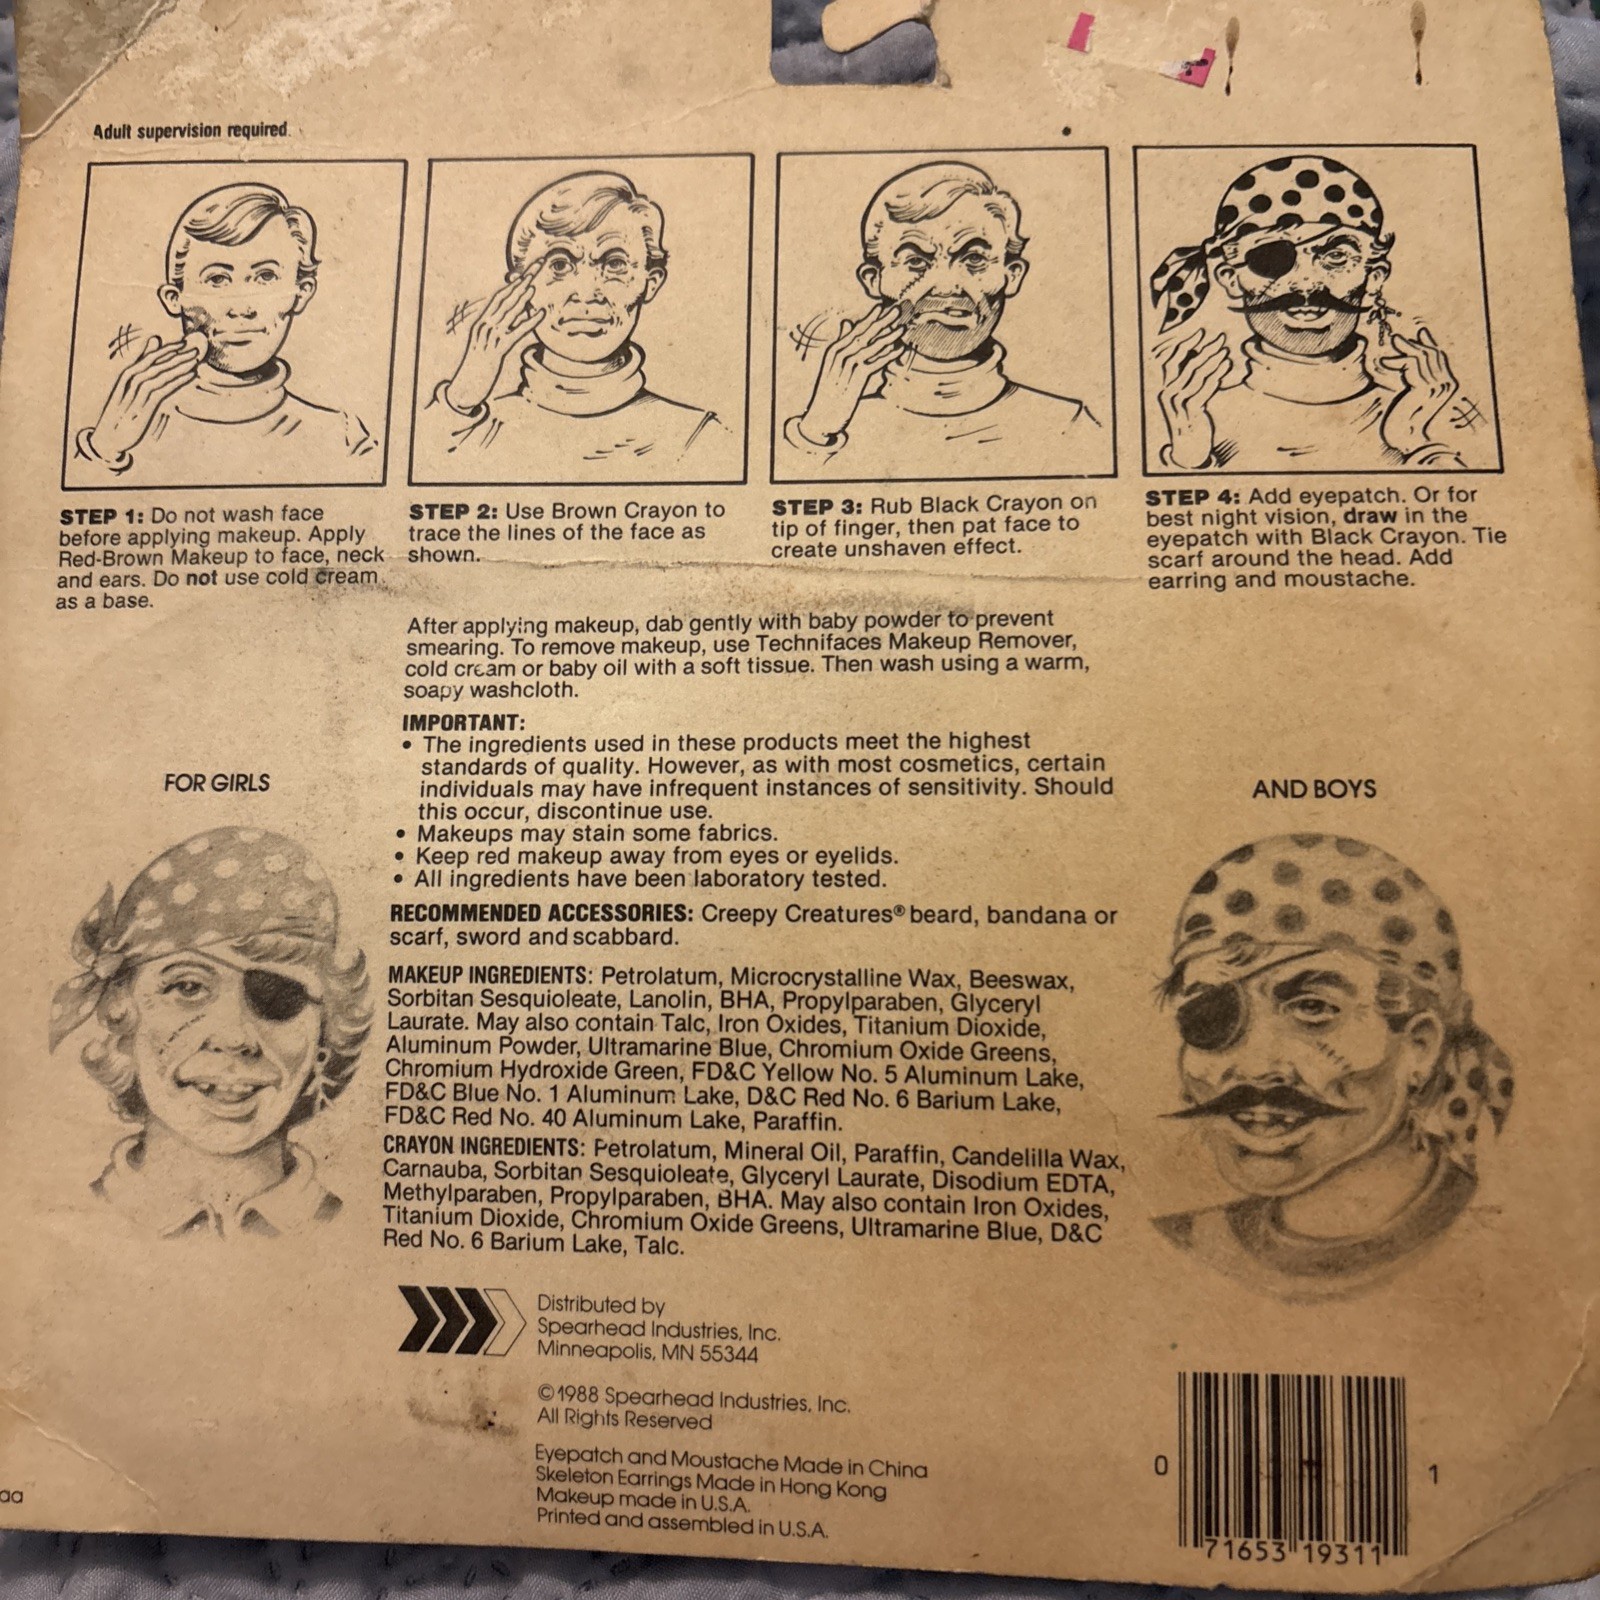 Adult supervision required.
STEP 1: Do not wash face
before applying makeup. Apply
Red-Brown Makeup to face, neck
and ears. Do not use cold cream
as a base.
STEP 2: Use Brown Crayon to
trace the lines of the face as
shown.
STEP 3: Rub Black Crayon on
tip of finger, then pat face to
create unshaven effect.
STEP 4: Add eyepatch. Or for
best night vision, draw in the
eyepatch with Black Crayon. Tie
scarf around the head. Add
earring and moustache.
After applying makeup, dab gently with baby powder to prevent
smearing. To remove makeup, use Technifaces Makeup Remover,
cold cream or baby oil with a soft tissue. Then wash using a warm,
soapy washcloth.
IMPORTANT:
• The ingredients used in these products meet the highest
standards of quality. However, as with most cosmetics, certain
individuals may have infrequent instances of sensitivity. Should
this occur, discontinue use.
• Makeups may stain some fabrics.
• Keep red makeup away from eyes or eyelids.
• All ingredients have been laboratory tested.
FOR GIRLS
AND BOYS
RECOMMENDED ACCESSORIES: Creepy Creatures® beard, bandana or
scarf, sword and scabbard.
MAKEUP INGREDIENTS: Petrolatum, Microcrystalline Wax, Beeswax,
Sorbitan Sesquioleate, Lanolin, BHA, Propylparaben, Glyceryl
Laurate. May also contain Talc, Iron Oxides, Titanium Dioxide,
Aluminum Powder, Ultramarine Blue, Chromium Oxide Greens,
Chromium Hydroxide Green, FD&C Yellow No. 5 Aluminum Lake,
FD&C Blue No. 1 Aluminum Lake, D&C Red No. 6 Barium Lake,
FD&C Red No. 40 Aluminum Lake, Paraffin.
CRAYON INGREDIENTS: Petrolatum, Mineral Oil, Paraffin, Candelilla Wax,
Carnauba, Sorbitan Sesquioleate, Glyceryl Laurate, Disodium EDTA,
Methylparaben, Propylparaben, BHA. May also contain Iron Oxides,
Titanium Dioxide, Chromium Oxide Greens, Ultramarine Blue, D&C
Red No. 6 Barium Lake, Talc.
Distributed by
Spearhead Industries, Inc.
Minneapolis, MN 55344
©1988 Spearhead Industries, Inc.
All Rights Reserved
Eyepatch and Moustache Made in China
Skeleton Earrings Made in Hong Kong
Makeup made in U.S.A.
Printed and assembled in U.S.A.
aa
0 71653 19311 1